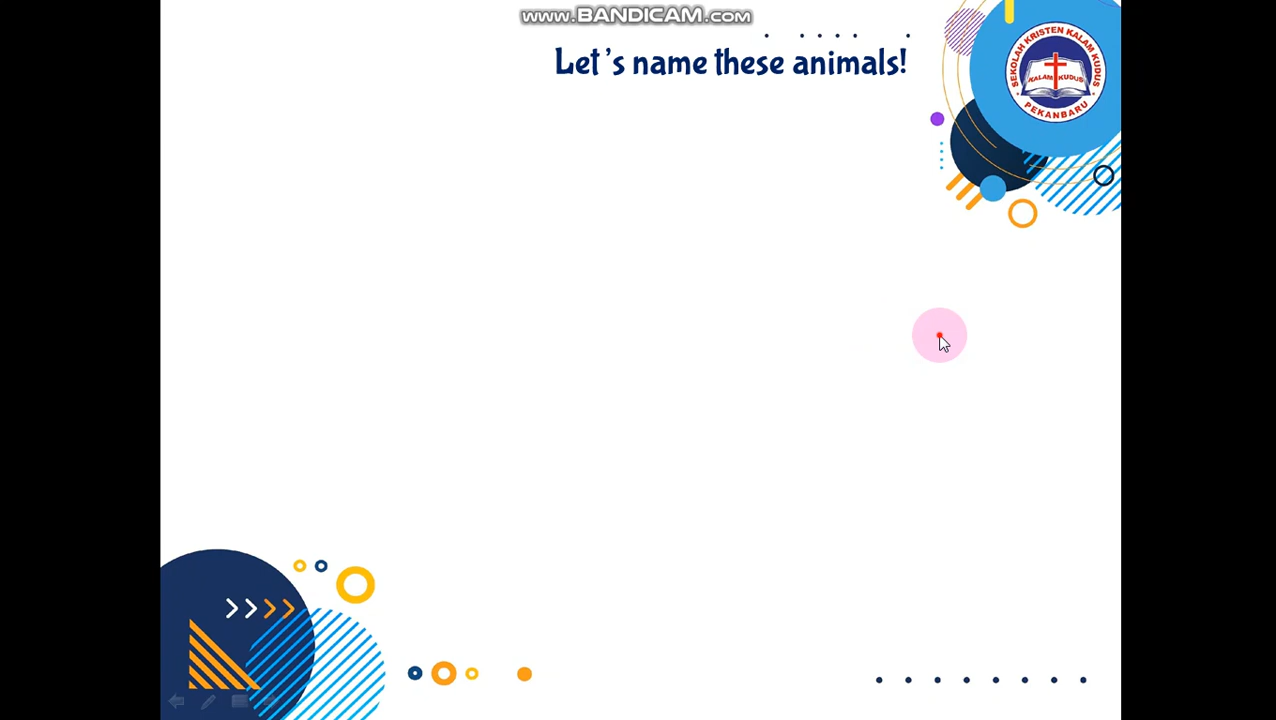 www.BANDICAM.com
Let's name these animals!
SEKOLAH KRISTEN KALAM KUDUS
KALAM KUDUS
PEKANBARU